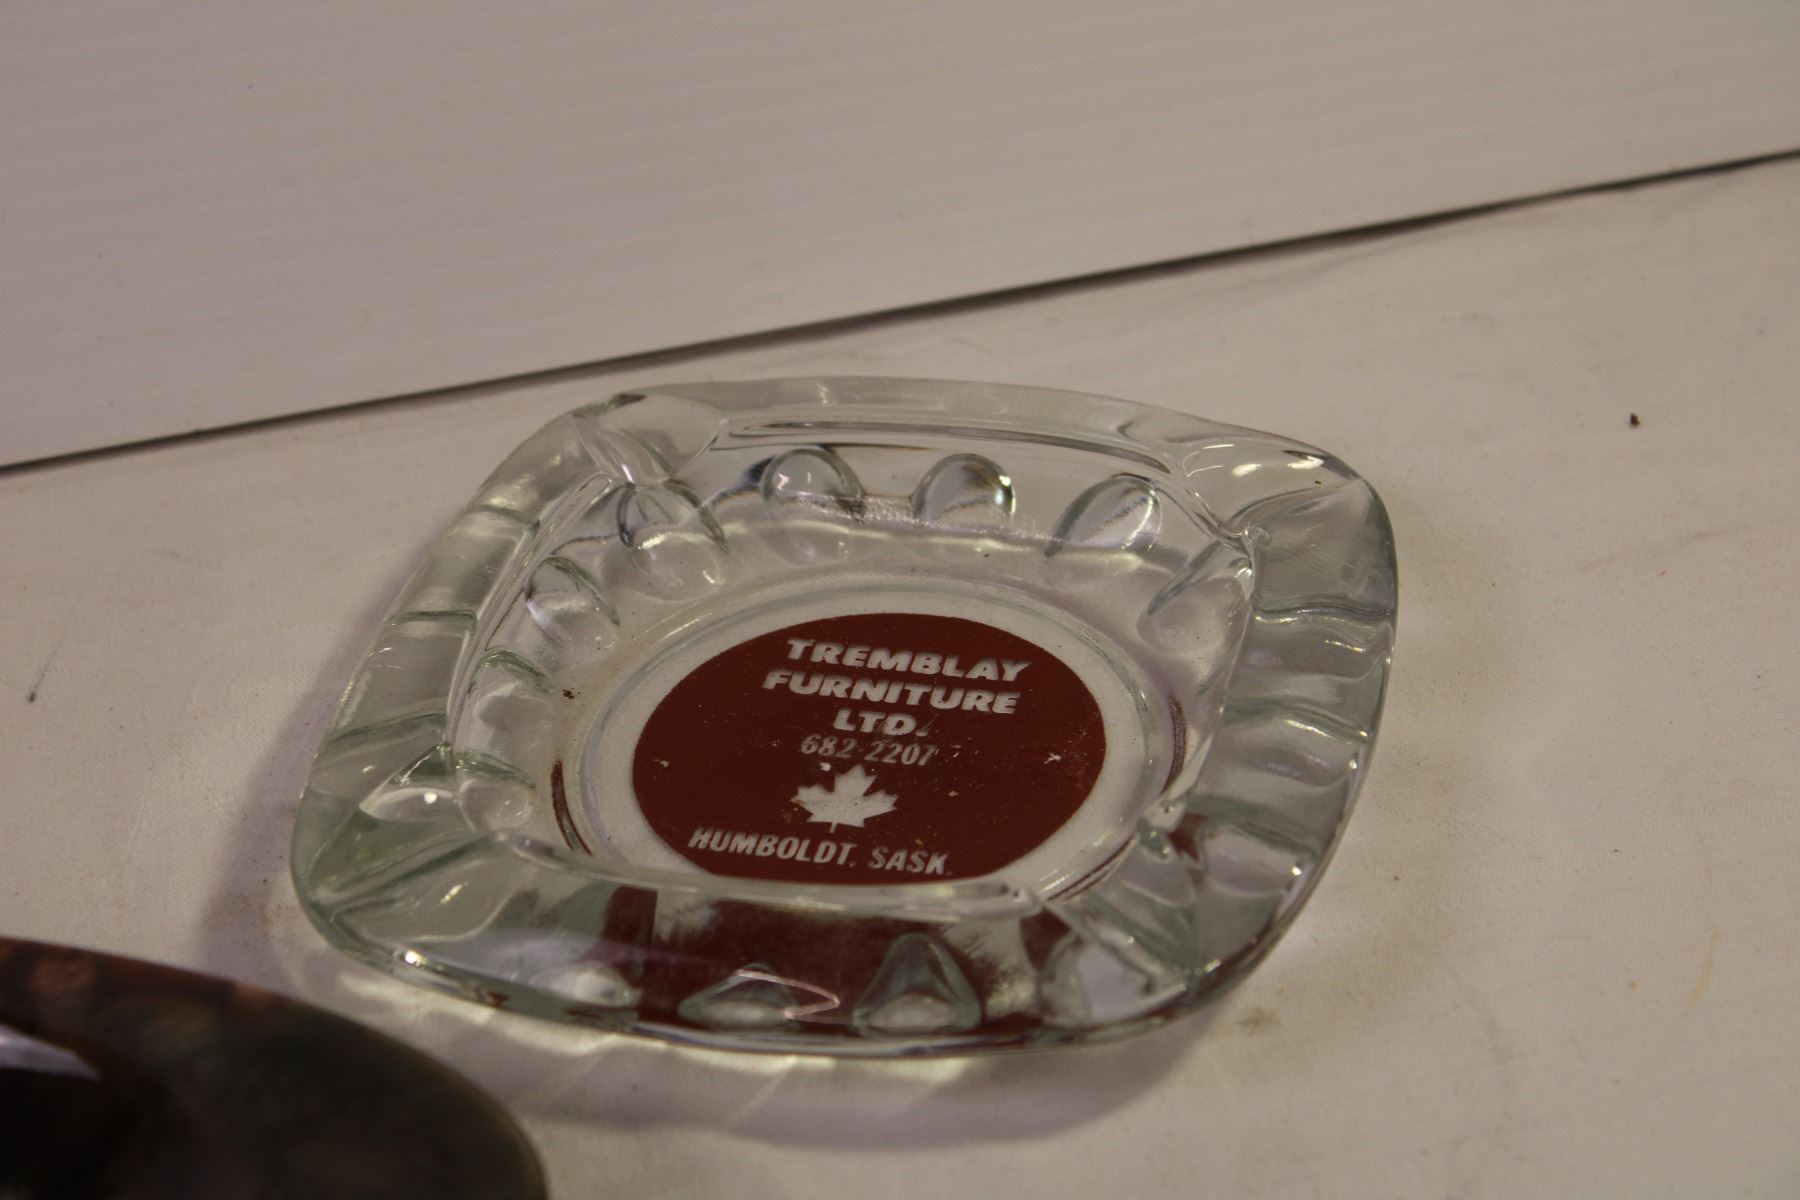 TREMBLAY
FURNITURE
LTD.
682-2207
HUMBOLDT, SASK.